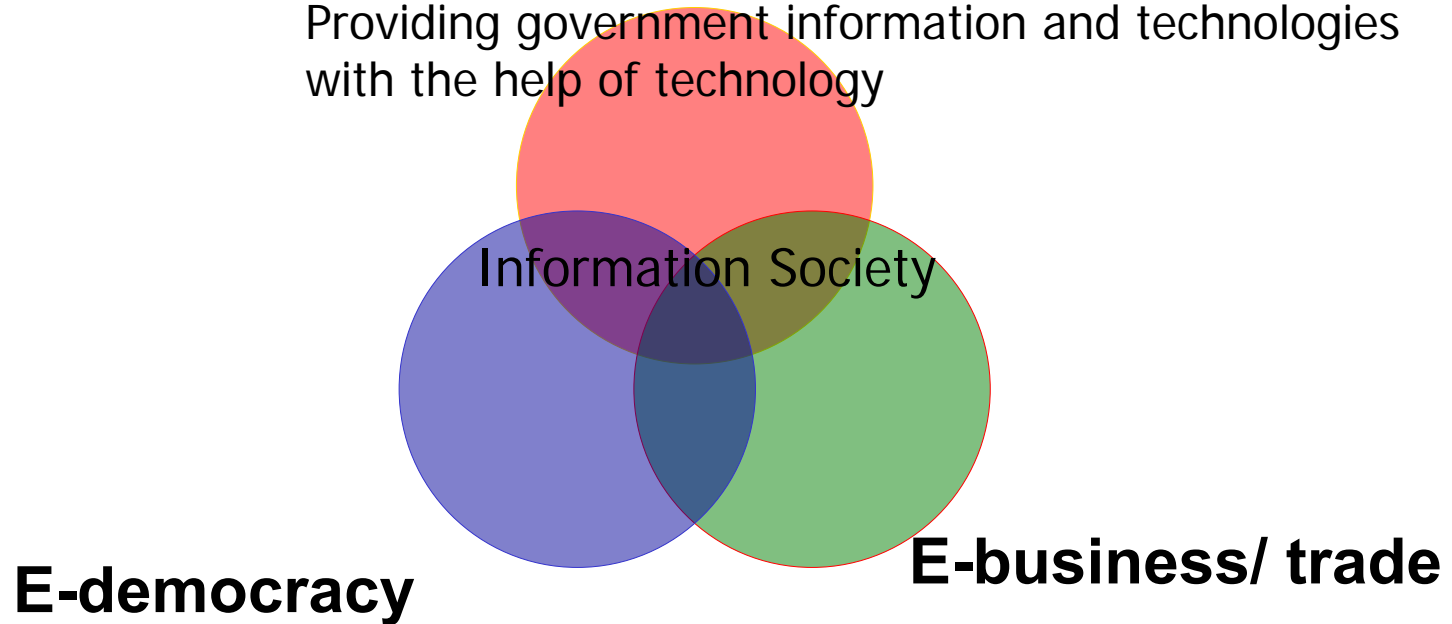 Providing government information and technologies
with the help of technology
Information Society
E-business/ trade
E-democracy